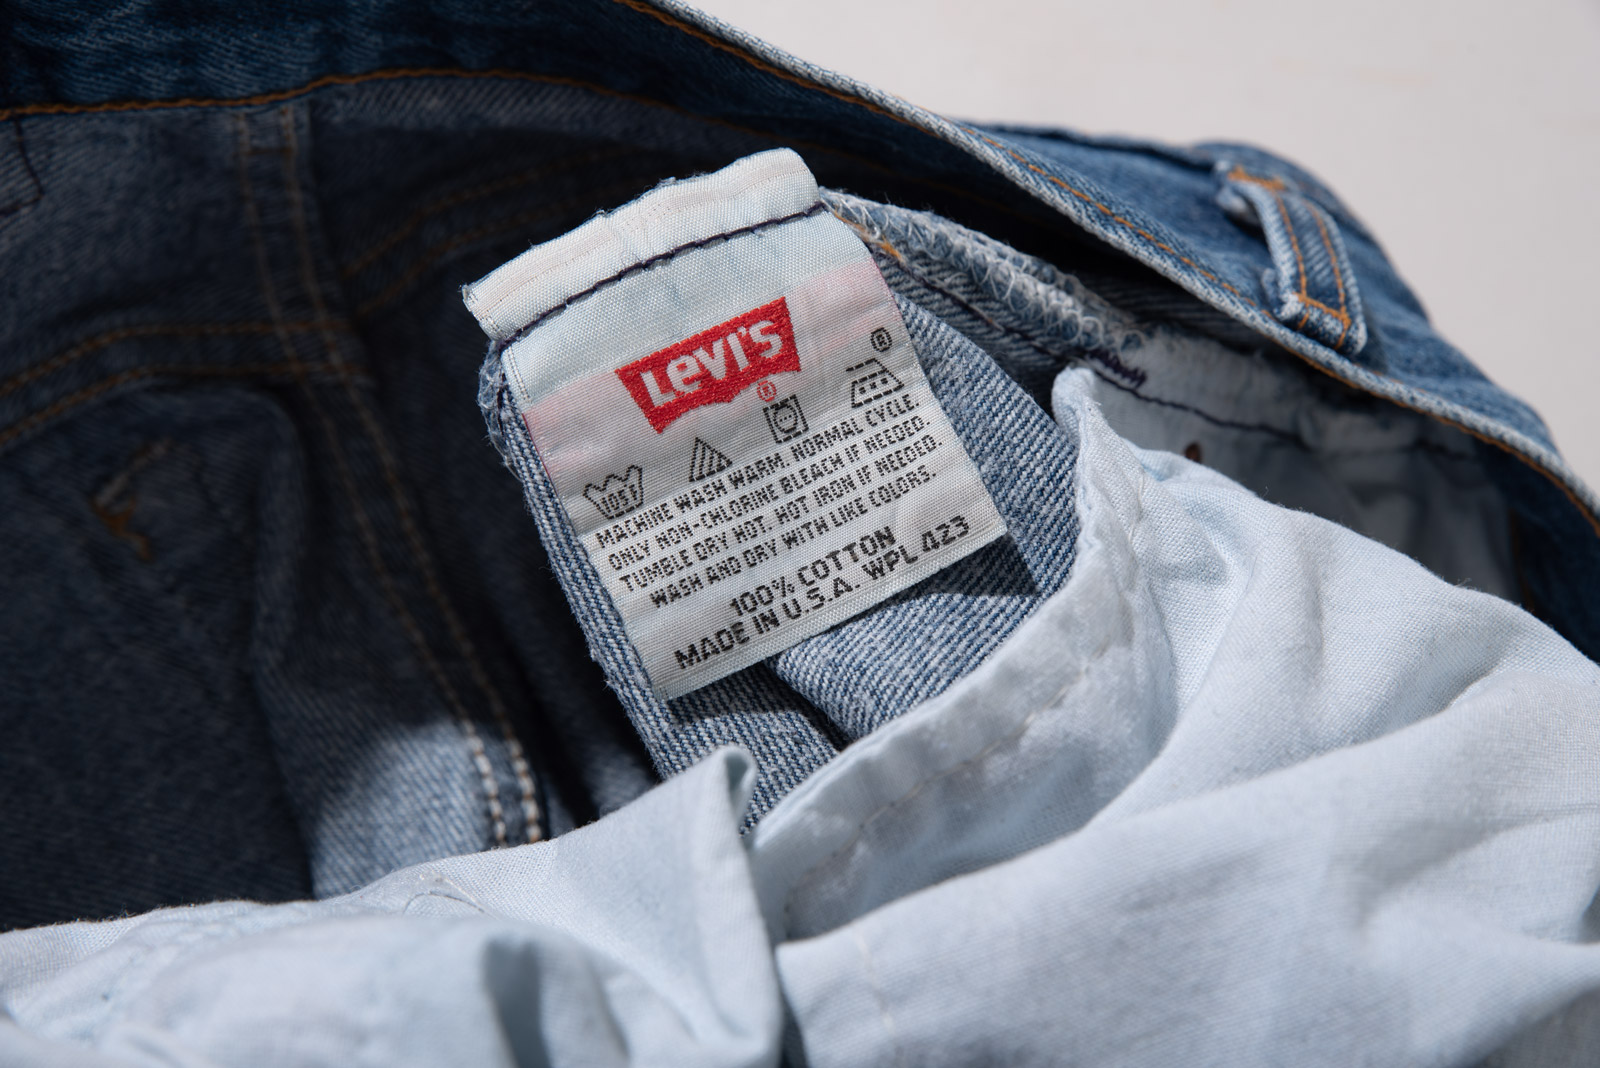 LEVI'S
®
®
105°
MACHINE WASH WARM. NORMAL CYCLE.
ONLY NON-CHLORINE BLEACH IF NEEDED.
TUMBLE DRY HOT. HOT IRON IF NEEDED.
WASH AND DRY WITH LIKE COLORS.
100% COTTON
MADE IN U.S.A. WPL 423